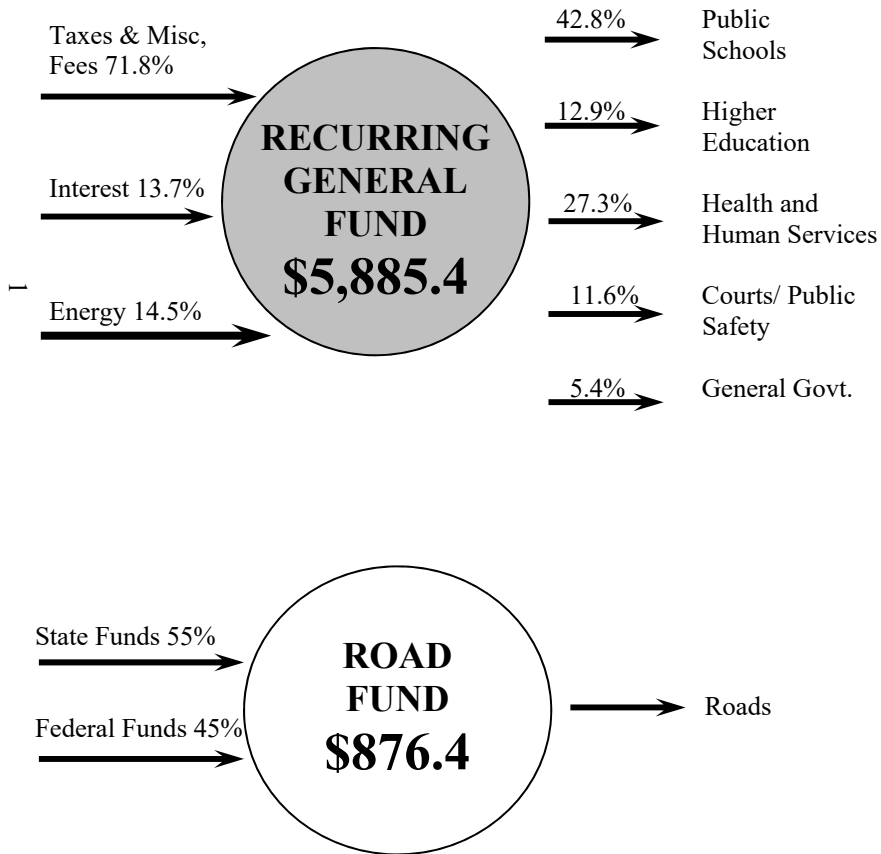 Taxes & Misc,
Fees 71.8%
Interest 13.7%
Energy 14.5%
RECURRING
GENERAL
FUND
$5,885.4
42.8%
Public
Schools
12.9%
Higher
Education
27.3%
Health and
Human Services
11.6%
Courts/ Public
Safety
5.4%
General Govt.
1
State Funds 55%
Federal Funds 45%
ROAD
FUND
$876.4
Roads